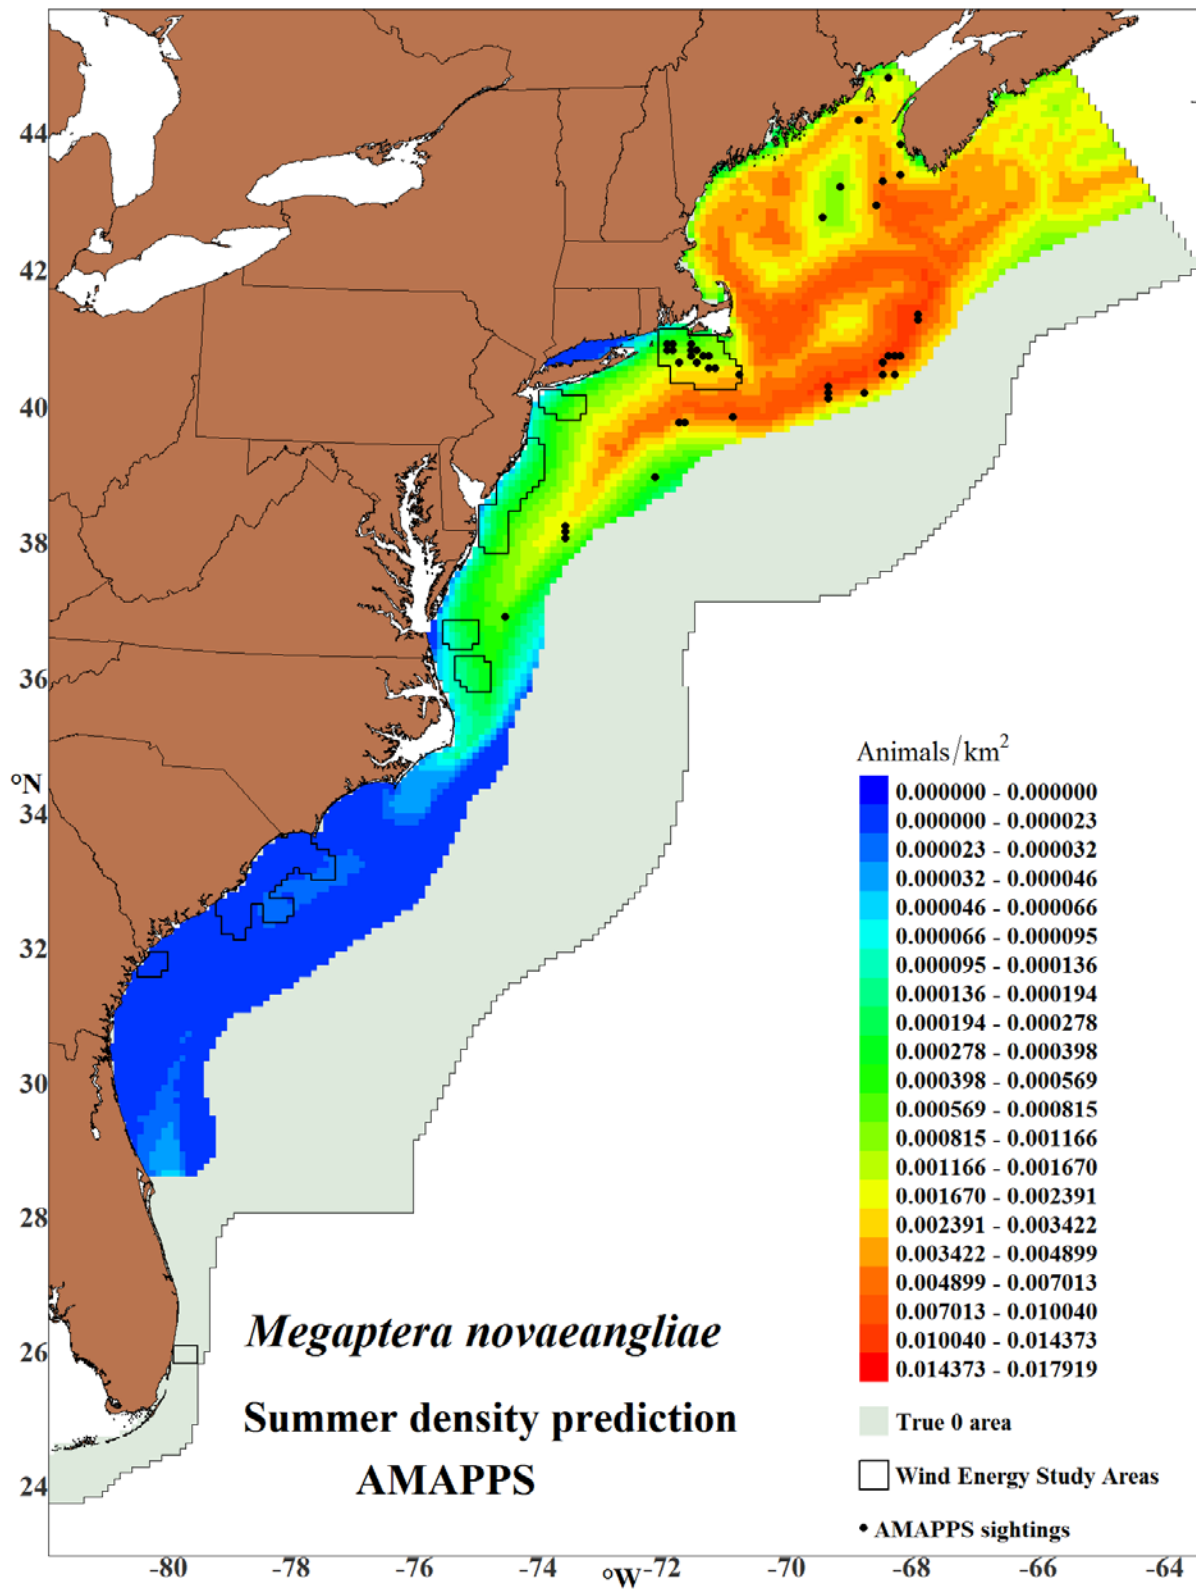 44
42
40
38
36
°N
34
32
30
28
26
24
Animals/km²
0.000000 - 0.000000
0.000000 - 0.000023
0.000023 - 0.000032
0.000032 - 0.000046
0.000046 - 0.000066
0.000066 - 0.000095
0.000095 - 0.000136
0.000136 - 0.000194
0.000194 - 0.000278
0.000278 - 0.000398
0.000398 - 0.000569
0.000569 - 0.000815
0.000815 - 0.001166
0.001166 - 0.001670
0.001670 - 0.002391
0.002391 - 0.003422
0.003422 - 0.004899
0.004899 - 0.007013
0.007013 - 0.010040
0.010040 - 0.014373
0.014373 - 0.017919
True 0 area
Wind Energy Study Areas
AMAPPS sightings
Megaptera novaeangliae
Summer density prediction
AMAPPS
-80 -78 -76 -74 °W -72 -70 -68 -66 -64